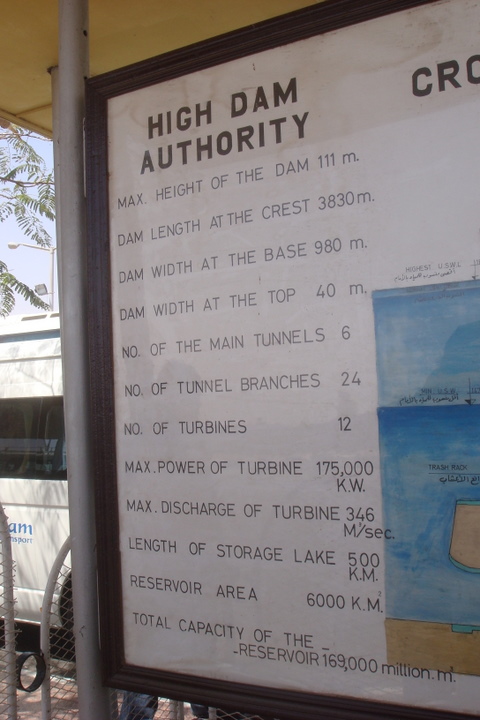 HIGH DAM
AUTHORITY
CRO
MAX. HEIGHT OF THE DAM 111 m.
DAM LENGTH AT THE CREST 3830 m.
DAM WIDTH AT THE BASE 980 m.
DAM WIDTH AT THE TOP 40 m.
NO. OF THE MAIN TUNNELS 6
NO. OF TUNNEL BRANCHES 24
NO. OF TURBINES 12
MAX. POWER OF TURBINE 175,000
K.W.
MAX. DISCHARGE OF TURBINE 346
M³/sec.
LENGTH OF STORAGE LAKE 500
K.M.
RESERVOIR AREA 6000 K.M.²
TOTAL CAPACITY OF THE _
-RESERVOIR 169,000 million. m³.
HIGHEST U.S.W.L
TRASH RACK
am
nsport